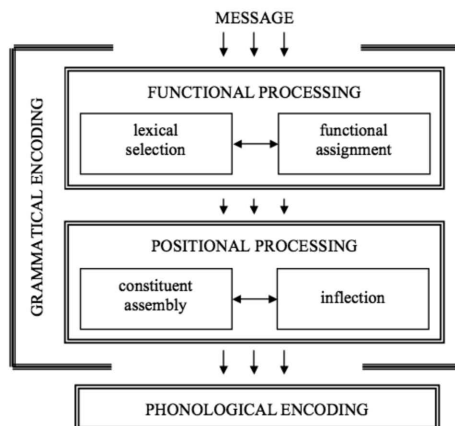 MESSAGE
GRAMMATICAL ENCODING
FUNCTIONAL PROCESSING
lexical
selection
functional
assignment
POSITIONAL PROCESSING
constituent
assembly
inflection
PHONOLOGICAL ENCODING